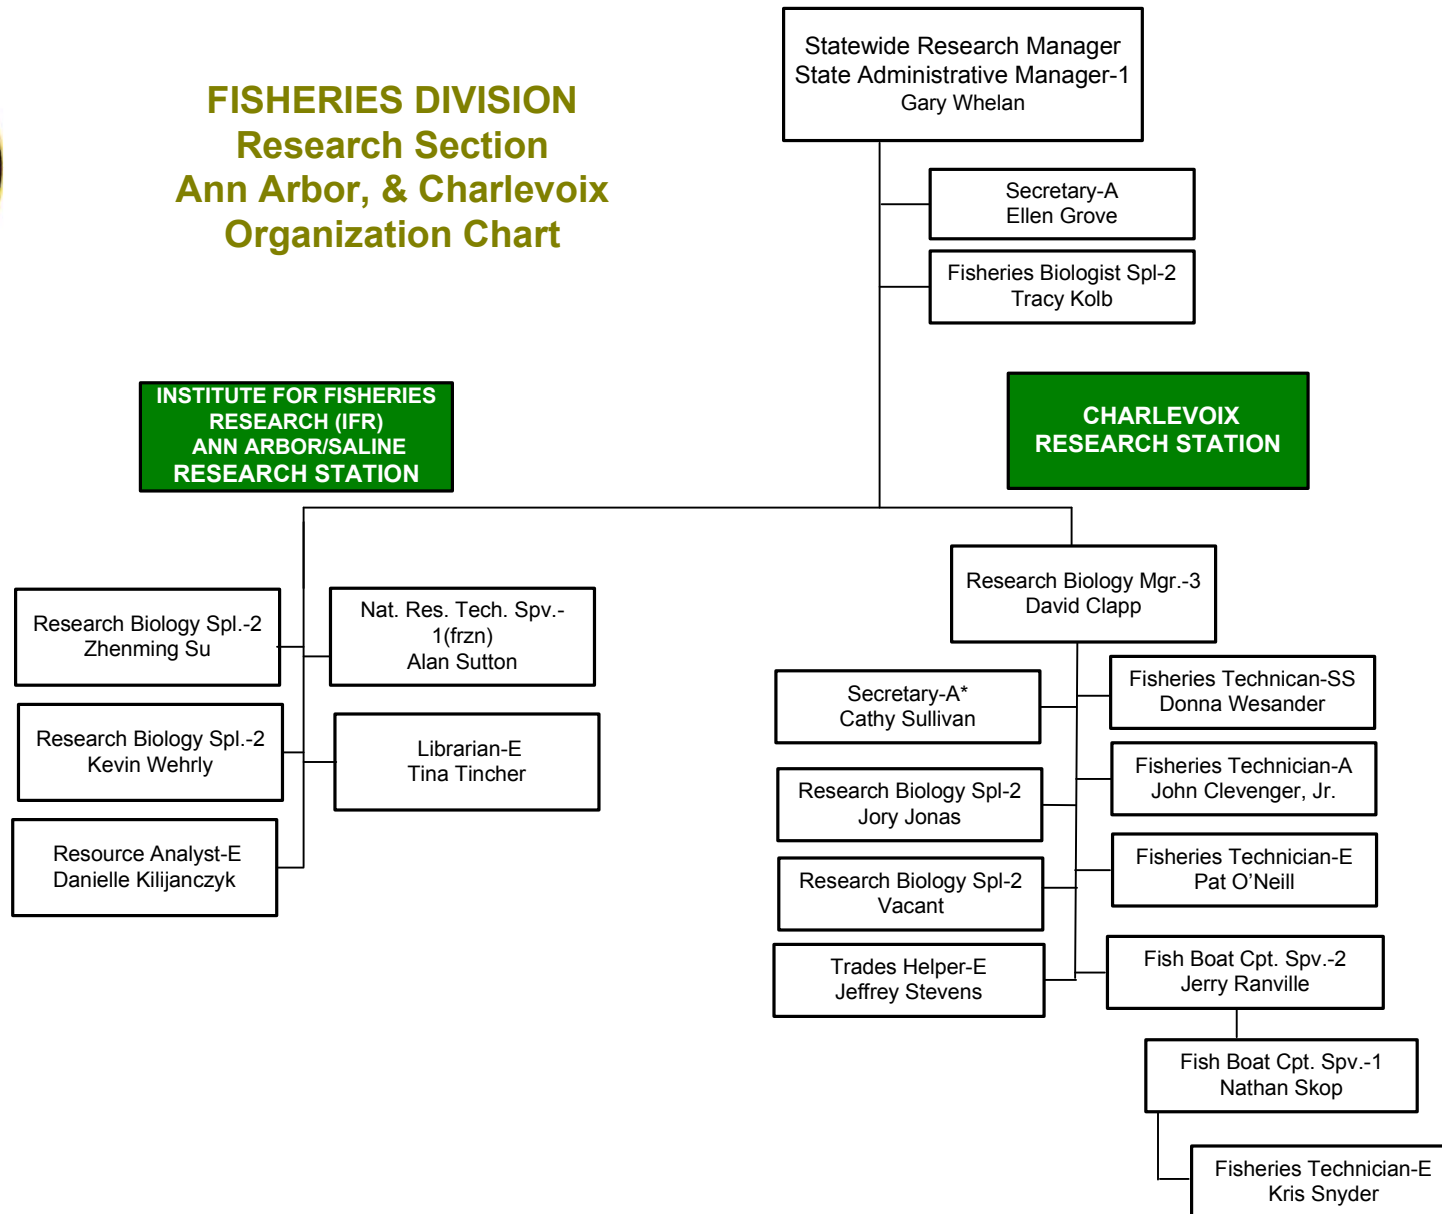 FISHERIES DIVISION
Research Section
Ann Arbor, & Charlevoix
Organization Chart
Statewide Research Manager
State Administrative Manager-1
Gary Whelan
Secretary-A
Ellen Grove
Fisheries Biologist Spl-2
Tracy Kolb
INSTITUTE FOR FISHERIES
RESEARCH (IFR)
ANN ARBOR/SALINE
RESEARCH STATION
CHARLEVOIX
RESEARCH STATION
Research Biology Spl.-2
Zhenming Su
Nat. Res. Tech. Spv.-
1(frzn)
Alan Sutton
Research Biology Spl.-2
Kevin Wehrly
Librarian-E
Tina Tincher
Resource Analyst-E
Danielle Kilijanczyk
Research Biology Mgr.-3
David Clapp
Secretary-A*
Cathy Sullivan
Fisheries Technican-SS
Donna Wesander
Research Biology Spl-2
Jory Jonas
Fisheries Technician-A
John Clevenger, Jr.
Research Biology Spl-2
Vacant
Fisheries Technician-E
Pat O’Neill
Trades Helper-E
Jeffrey Stevens
Fish Boat Cpt. Spv.-2
Jerry Ranville
Fish Boat Cpt. Spv.-1
Nathan Skop
Fisheries Technician-E
Kris Snyder